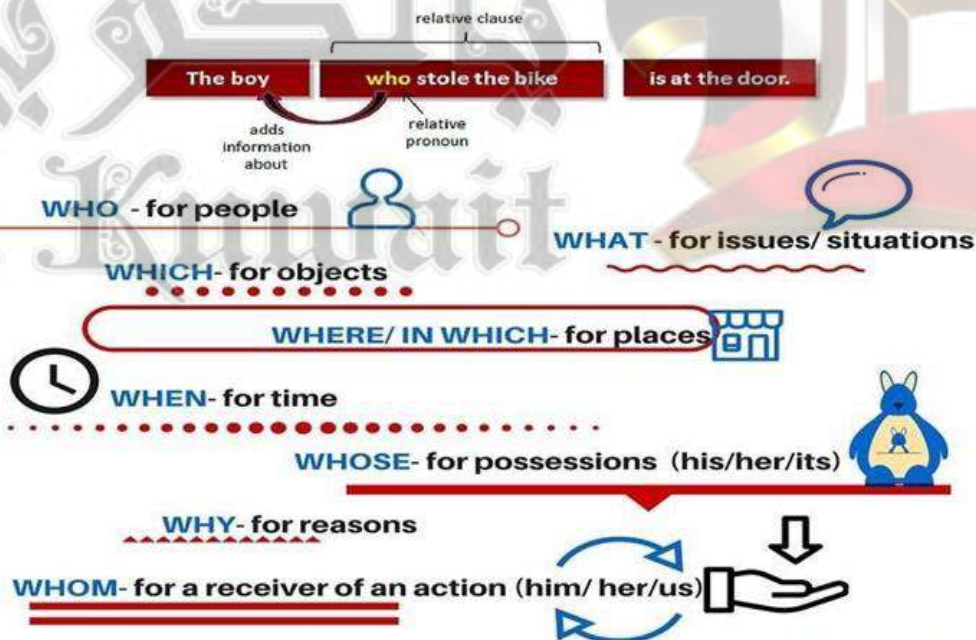 relative clause
The boy who stole the bike is at the door.
adds
information
about
relative
pronoun
WHO - for people
WHAT - for issues/ situations
WHICH- for objects
WHERE/ IN WHICH- for places
WHEN- for time
WHOSE- for possessions (his/her/its)
WHY- for reasons
WHOM- for a receiver of an action (him/ her/us)
Kuwait